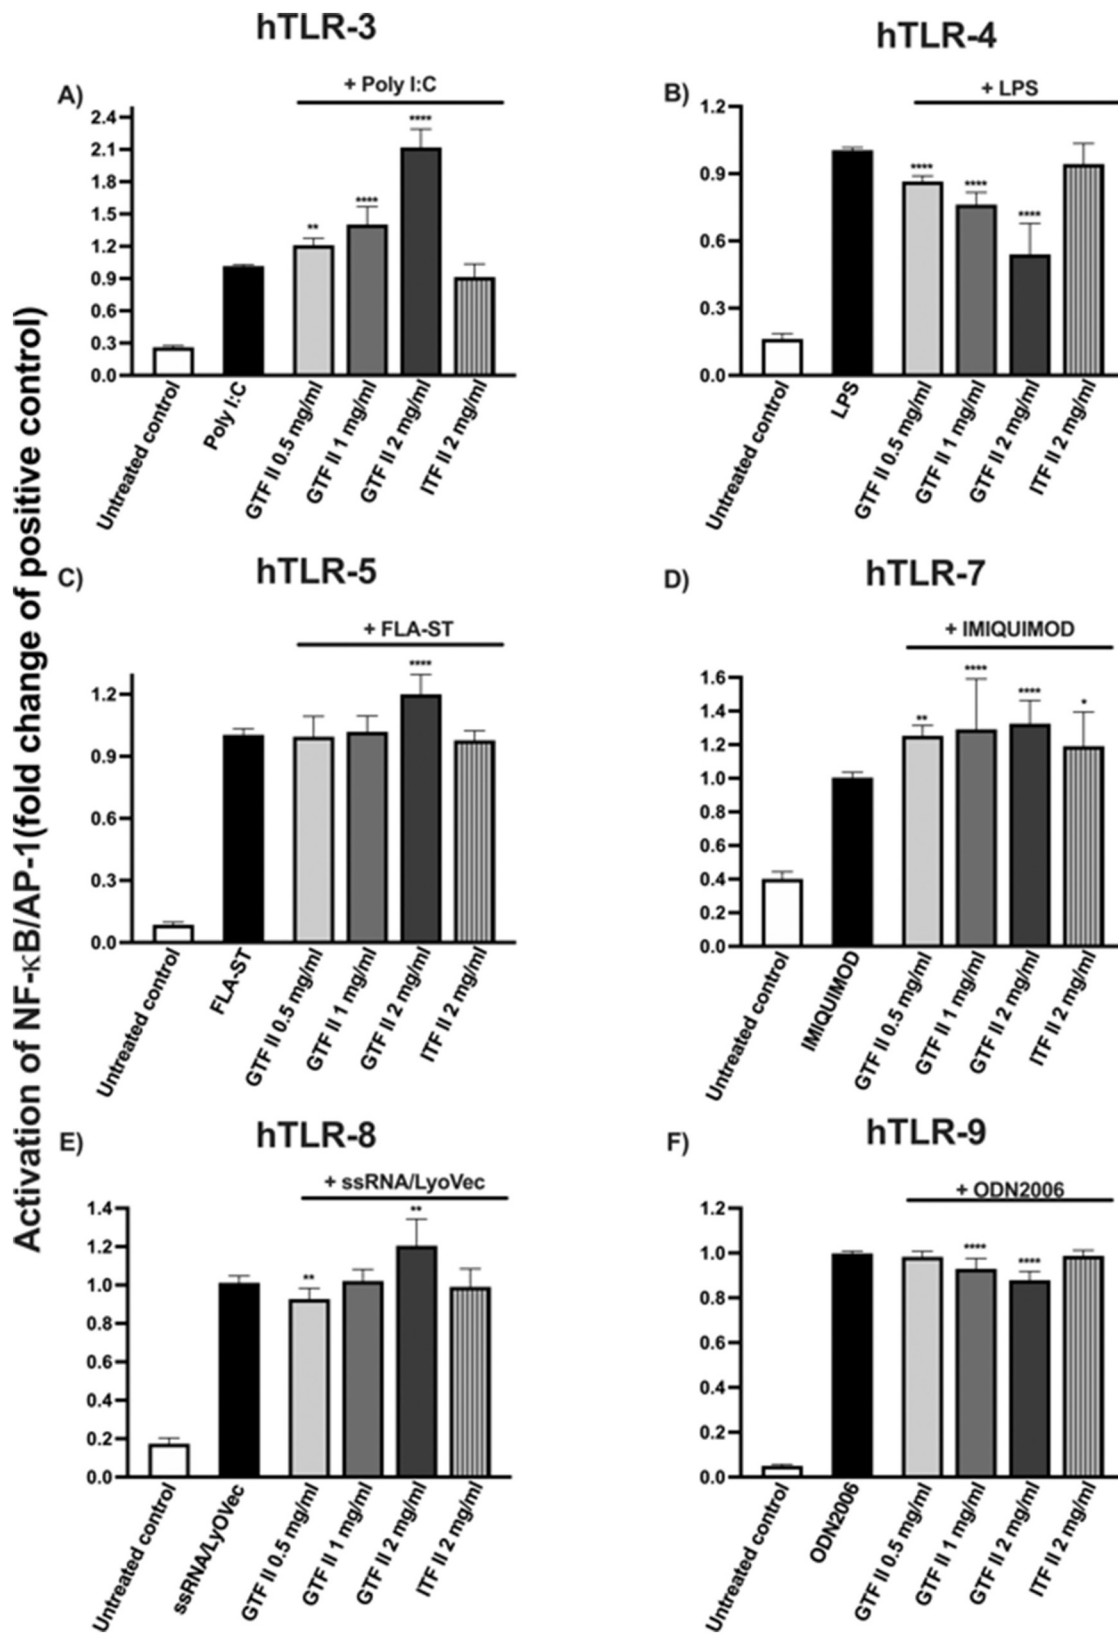 Activation of NF-κB/AP-1(fold change of positive control)
hTLR-3
A)
+ Poly I:C
2.4
2.1
1.8
1.5
1.2
0.9
0.6
0.3
0.0
**
****
****
Untreated control
Poly I:C
GTF II 0.5 mg/ml
GTF II 1 mg/ml
GTF II 2 mg/ml
ITF II 2 mg/ml
hTLR-4
B)
+ LPS
1.2
0.9
0.6
0.3
0.0
****
****
****
Untreated control
LPS
GTF II 0.5 mg/ml
GTF II 1 mg/ml
GTF II 2 mg/ml
ITF II 2 mg/ml
hTLR-5
C)
+ FLA-ST
1.2
0.9
0.6
0.3
0.0
****
Untreated control
FLA-ST
GTF II 0.5 mg/ml
GTF II 1 mg/ml
GTF II 2 mg/ml
ITF II 2 mg/ml
hTLR-7
D)
+ IMIQUIMOD
1.6
1.4
1.2
1.0
0.8
0.6
0.4
0.2
0.0
**
****
****
*
Untreated control
IMIQUIMOD
GTF II 0.5 mg/ml
GTF II 1 mg/ml
GTF II 2 mg/ml
ITF II 2 mg/ml
hTLR-8
E)
+ ssRNA/LyoVec
1.4
1.2
1.0
0.8
0.6
0.4
0.2
0.0
**
**
Untreated control
ssRNA/LyOVec
GTF II 0.5 mg/ml
GTF II 1 mg/ml
GTF II 2 mg/ml
ITF II 2 mg/ml
hTLR-9
F)
+ ODN2006
1.2
1.0
0.8
0.6
0.4
0.2
0.0
****
****
Untreated control
ODN2006
GTF II 0.5 mg/ml
GTF II 1 mg/ml
GTF II 2 mg/ml
ITF II 2 mg/ml